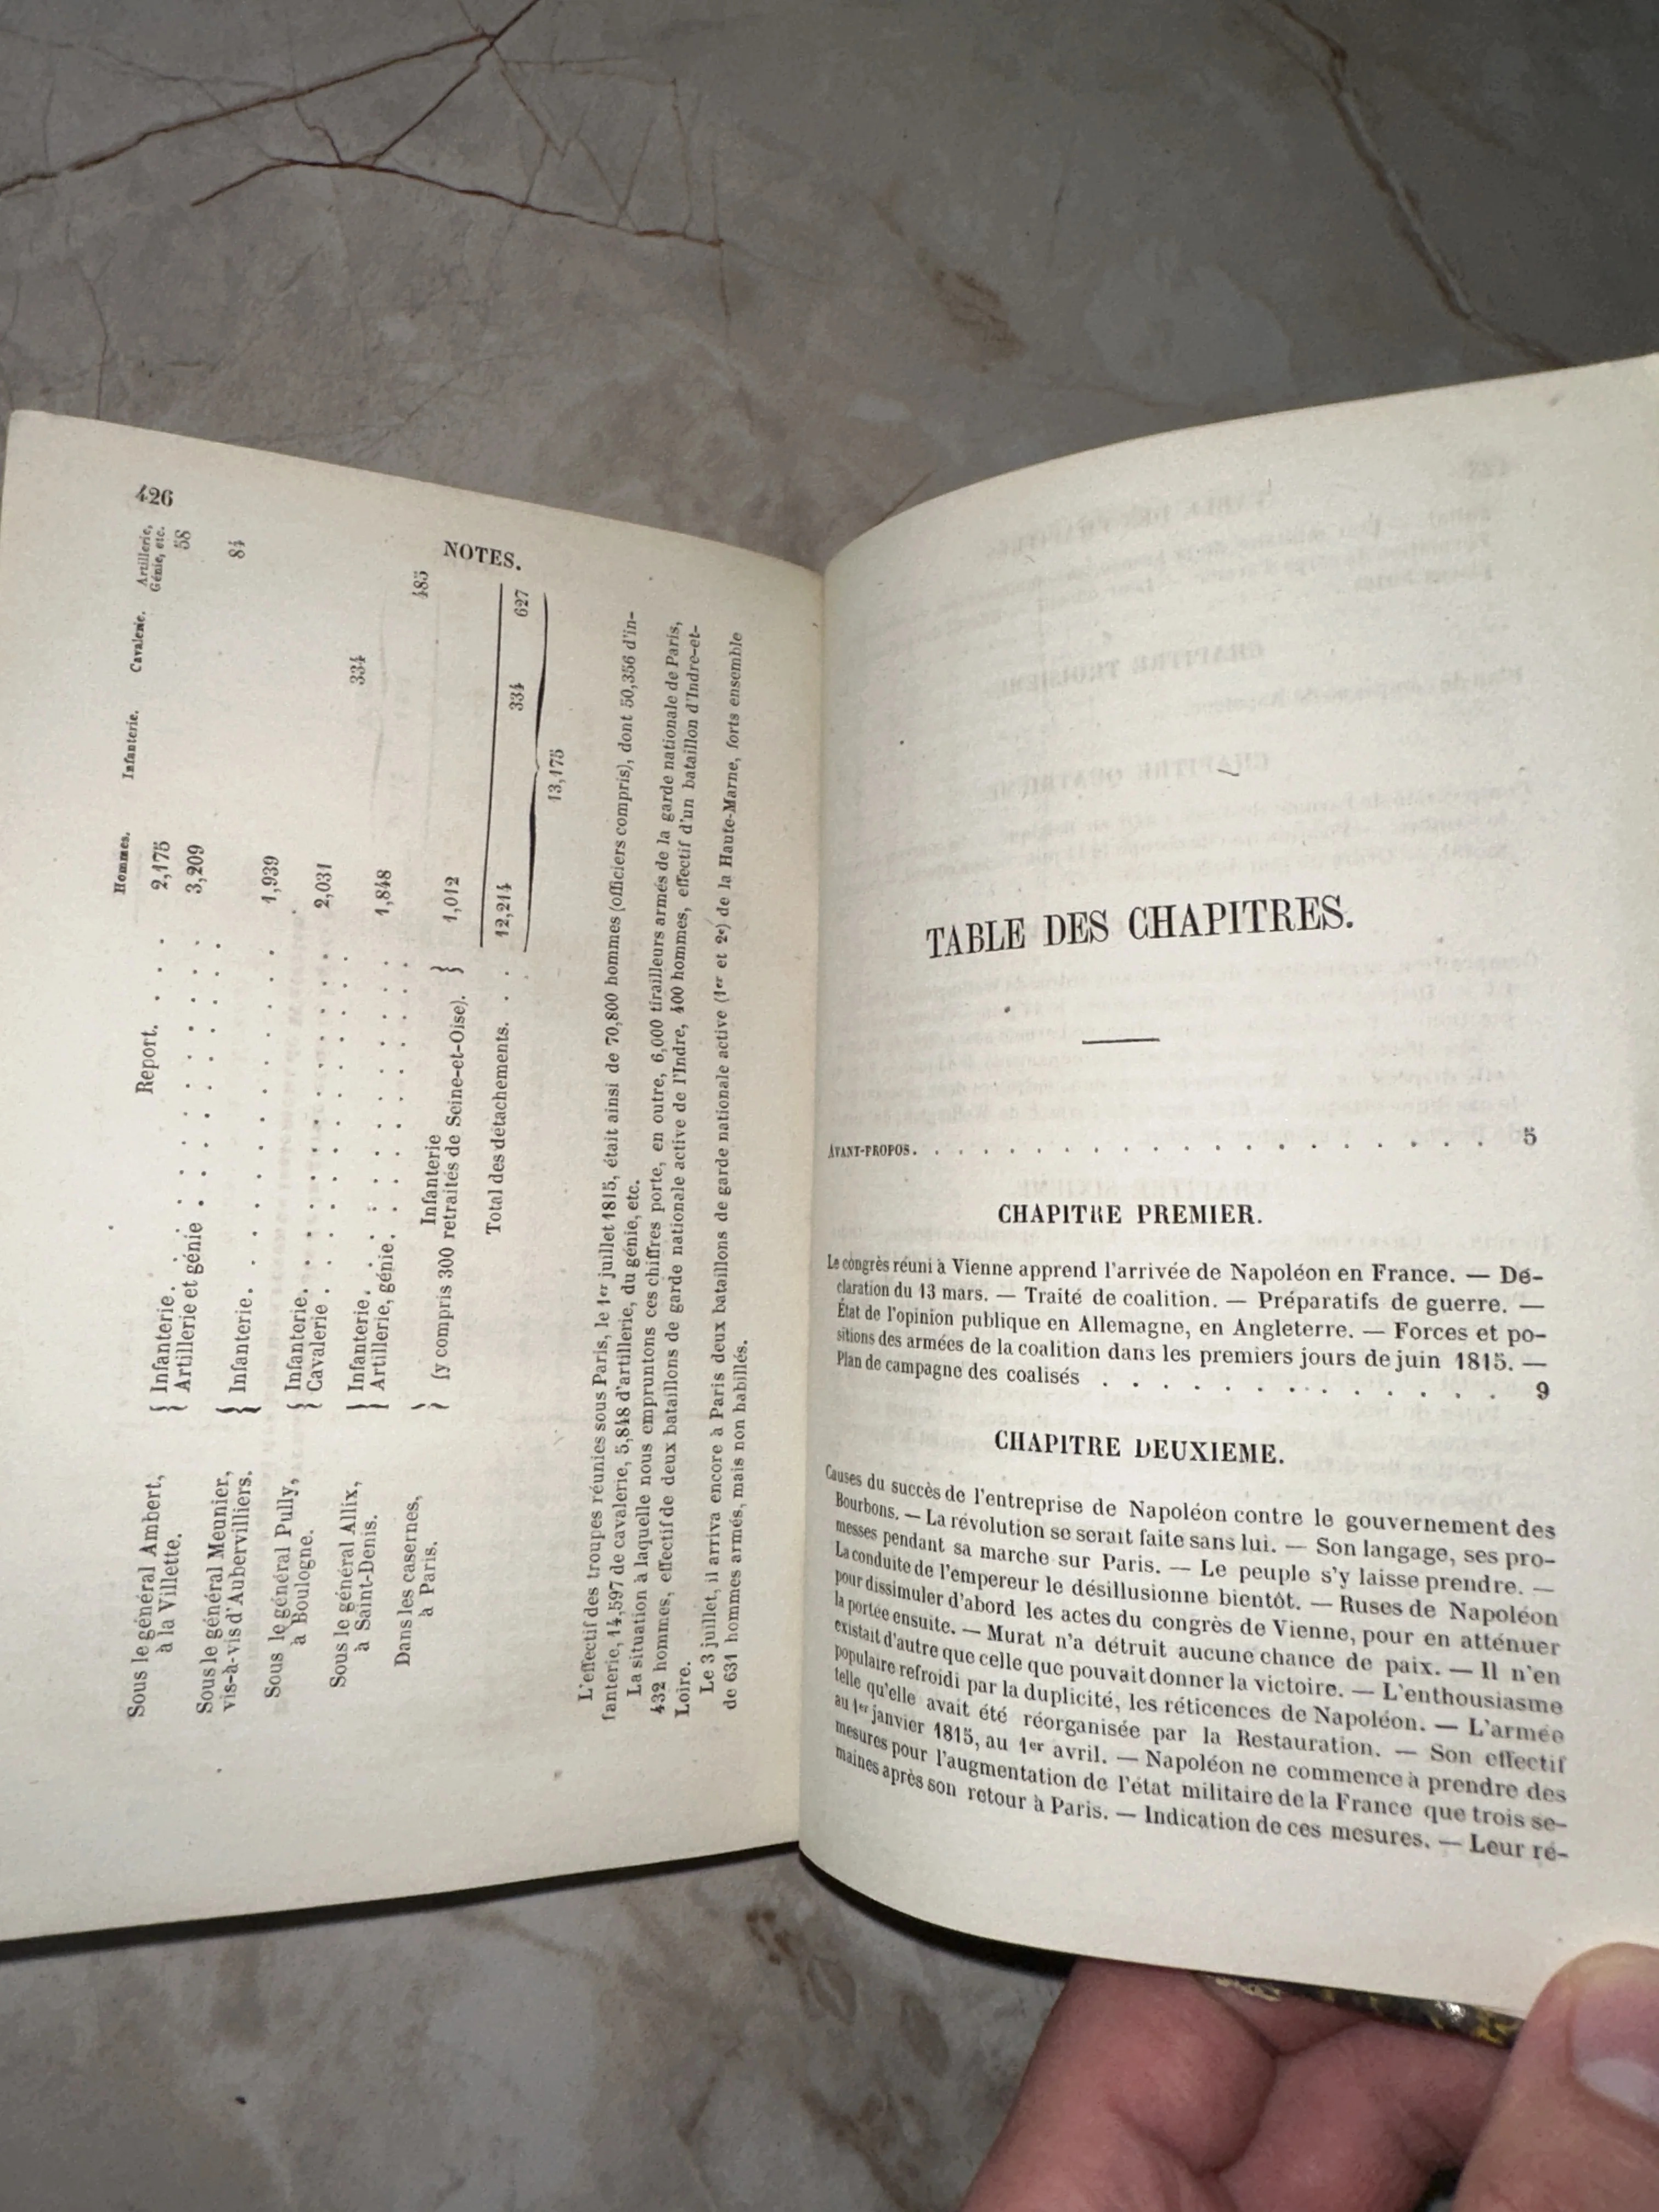 426
NOTES.
Hommes. Infanterie. Cavalerie. Artillerie, Génie, etc.
Report. . . . 2,175 58
Sous le général Ambert, à la Villette. { Infanterie . . . . . . . 3,209
Artillerie et génie . . . . . . 84
Sous le général Meunier, vis-à-vis d'Aubervilliers. { Infanterie. . . . . . . . 1,939
Sous le général Pully, à Boulogne. { Infanterie. . . . . . . . 2,031
Cavalerie . . . . . . . . 334
Sous le général Allix, à Saint-Denis. { Infanterie. . . . . . . . 1,848
Artillerie, génie. . . . . . . . 485
Dans les casernes, à Paris. { Infanterie
(y compris 300 retraités de Seine-et-Oise). } 1,012
Total des détachements. . . 12,214 334 627
13,175
L'effectif des troupes réunies sous Paris, le 1er juillet 1815, était ainsi de 70,800 hommes (officiers compris), dont 50,356 d'in-
fanterie, 14,597 de cavalerie, 5,848 d'artillerie, du génie, etc.
La situation à laquelle nous empruntons ces chiffres porte, en outre, 6,000 tirailleurs armés de la garde nationale de Paris,
432 hommes, effectif de deux bataillons de garde nationale active de l'Indre, 400 hommes, effectif d'un bataillon d'Indre-et-
Loire.
Le 3 juillet, il arriva encore à Paris deux bataillons de garde nationale active (1er et 2e) de la Haute-Marne, forts ensemble
de 631 hommes armés, mais non habillés.
TABLE DES CHAPITRES.
AVANT-PROPOS. . . . . . . . . . . . . . . . . . 5
CHAPITRE PREMIER.
Le congrès réuni à Vienne apprend l'arrivée de Napoléon en France. — Dé-
claration du 13 mars. — Traité de coalition. — Préparatifs de guerre. —
État de l'opinion publique en Allemagne, en Angleterre. — Forces et po-
sitions des armées de la coalition dans les premiers jours de juin 1815. —
Plan de campagne des coalisés . . . . . . . . . . 9
CHAPITRE DEUXIEME.
Causes du succès de l'entreprise de Napoléon contre le gouvernement des
Bourbons. — La révolution se serait faite sans lui. — Son langage, ses pro-
messes pendant sa marche sur Paris. — Le peuple s'y laisse prendre. —
La conduite de l'empereur le désillusionne bientôt. — Ruses de Napoléon
pour dissimuler d'abord les actes du congrès de Vienne, pour en atténuer
la portée ensuite. — Murat n'a détruit aucune chance de paix. — Il n'en
existait d'autre que celle que pouvait donner la victoire. — L'enthousiasme
populaire refroidi par la duplicité, les réticences de Napoléon. — L'armée
telle qu'elle avait été réorganisée par la Restauration. — Son effectif
au 1er janvier 1815, au 1er avril. — Napoléon ne commence à prendre des
mesures pour l'augmentation de l'état militaire de la France que trois se-
maines après son retour à Paris. — Indication de ces mesures. — Leur ré-